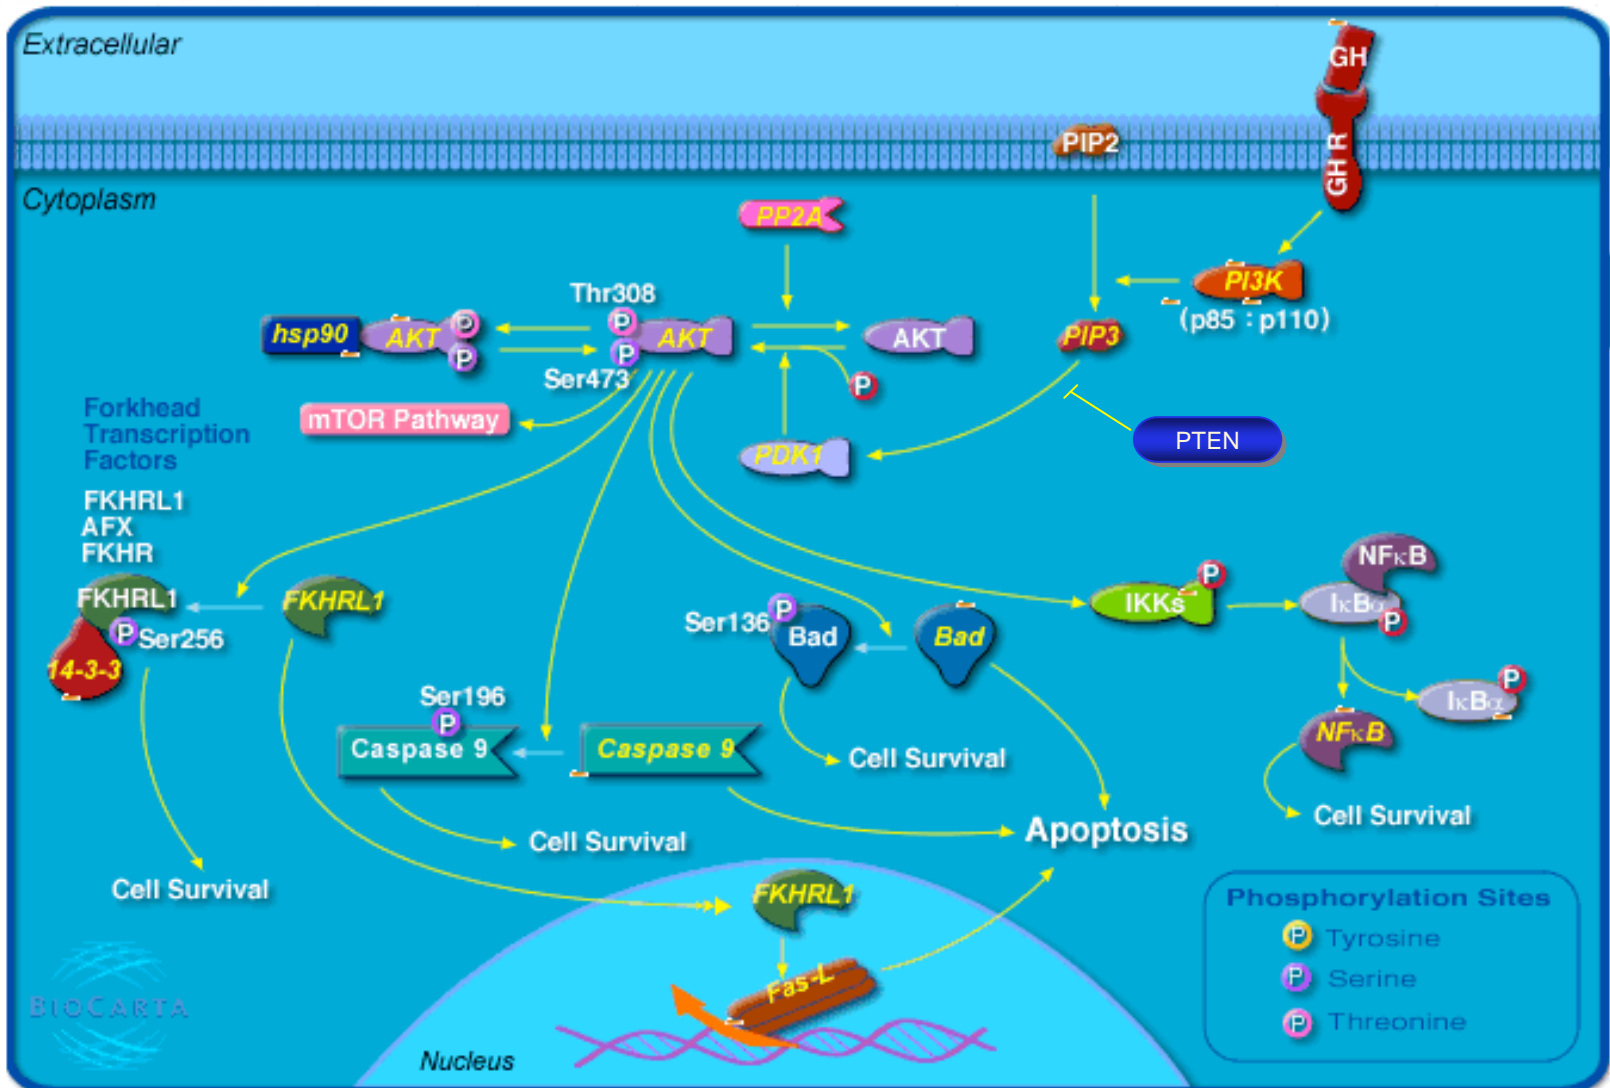 Extracellular
GH
GH R
PIP2
Cytoplasm
PP2A
PI3K
(p85 : p110)
Thr308
P
P
hsp90
AKT
P
P
AKT
AKT
PIP3
Ser473
P
mTOR Pathway
PTEN
PDK1
Forkhead
Transcription
Factors
FKHRL1
AFX
FKHR
FKHRL1
P
Ser256
14-3-3
FKHRL1
Ser136
P
Bad
Bad
IKKs
P
NFκB
IκBα
P
IκBα
P
NFκB
Ser196
P
Caspase 9
Caspase 9
Cell Survival
Cell Survival
Cell Survival
Apoptosis
Cell Survival
FKHRL1
Fas-L
Nucleus
Phosphorylation Sites
P Tyrosine
P Serine
P Threonine
BIOCARTA